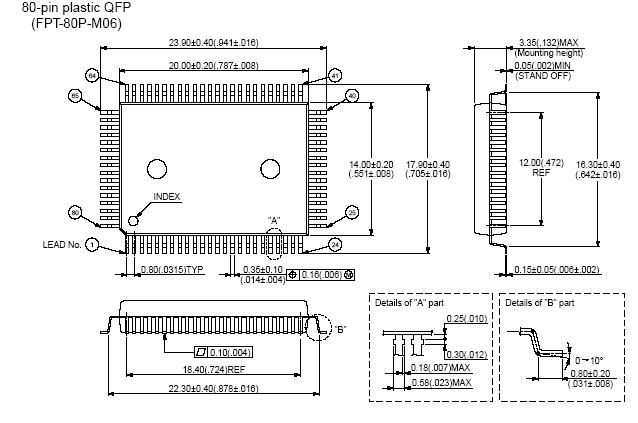 80-pin plastic QFP
(FPT-80P-M06)
23.90±0.40(.941±.016)
20.00±0.20(.787±.008)
64
41
65
40
INDEX
80
25
"A"
LEAD No.
1
24
0.80(.0315)TYP
0.35±0.10
(.014±.004)
0.16(.006)
M
14.00±0.20
(.551±.008)
17.90±0.40
(.705±.016)
3.35(.132)MAX
(Mounting height)
0.05(.002)MIN
(STAND OFF)
12.00(.472)
REF
16.30±0.40
(.642±.016)
0.15±0.05(.006±.002)
"B"
0.10(.004)
18.40(.724)REF
22.30±0.40(.878±.016)
Details of "A" part
0.25(.010)
0.30(.012)
0.18(.007)MAX
0.58(.023)MAX
Details of "B" part
0→10°
0.80±0.20
(.031±.008)